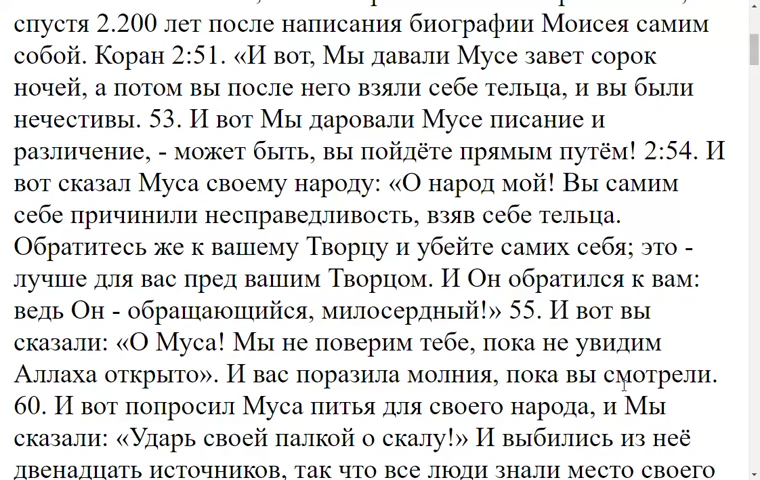 спустя 2.200 лет после написания биографии Моисея самим
собой. Коран 2:51. «И вот, Мы давали Мусе завет сорок
ночей, а потом вы после него взяли себе тельца, и вы были
нечестивы. 53. И вот Мы даровали Мусе писание и
различение, - может быть, вы пойдёте прямым путём! 2:54. И
вот сказал Муса своему народу: «О народ мой! Вы самим
себе причинили несправедливость, взяв себе тельца.
Обратитесь же к вашему Творцу и убейте самих себя; это -
лучше для вас пред вашим Творцом. И Он обратился к вам:
ведь Он - обращающийся, милосердный!» 55. И вот вы
сказали: «О Муса! Мы не поверим тебе, пока не увидим
Аллаха открыто». И вас поразила молния, пока вы смотрели.
60. И вот попросил Муса питья для своего народа, и Мы
сказали: «Ударь своей палкой о скалу!» И выбились из неё
двенадцать источников, так что все люди знали место своего